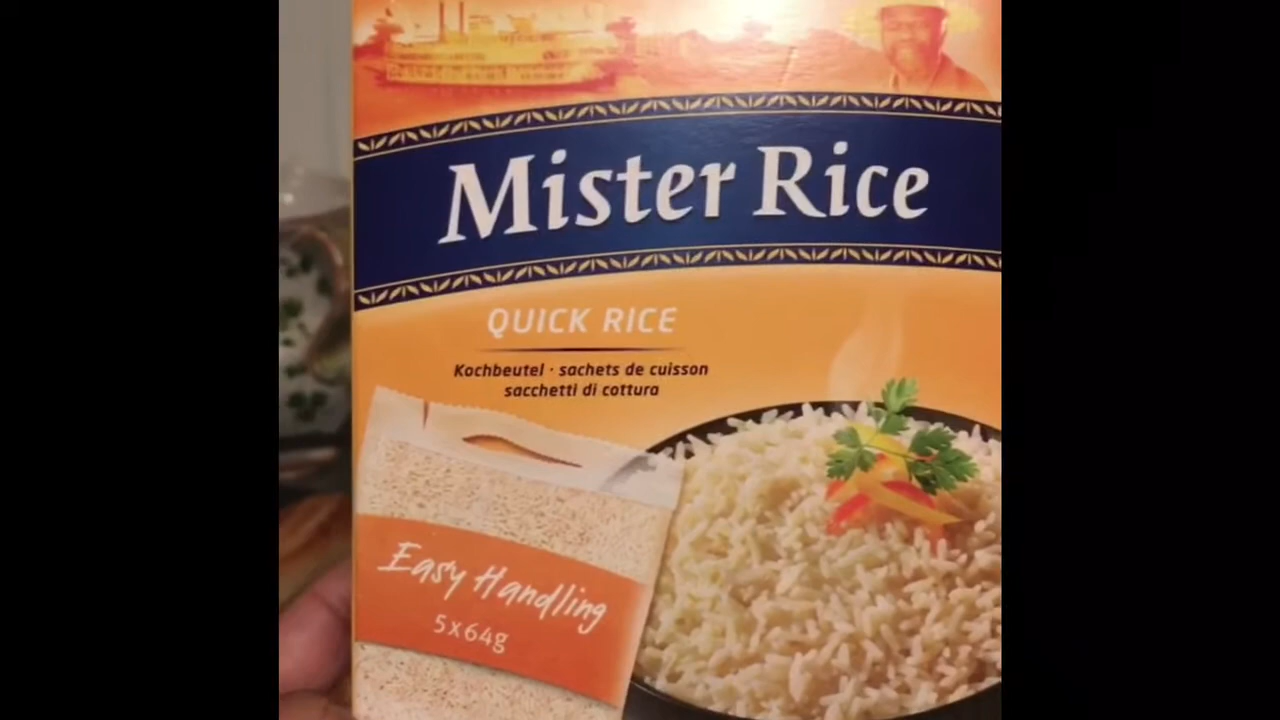 Mister Rice
QUICK RICE
Kochbeutel · sachets de cuisson
sacchetti di cottura
Easy Handling
5x64g